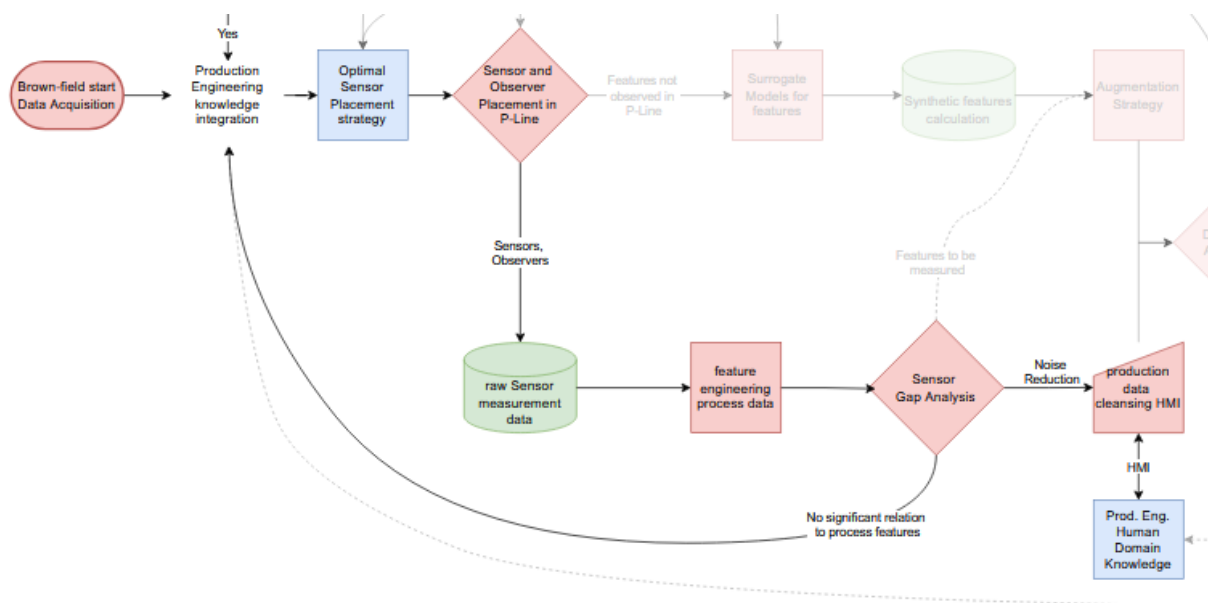 Yes
Brown-field start
Data Acquisition
Production
Engineering
knowledge
integration
Optimal
Sensor
Placement
strategy
Sensor and
Observer
Placement in
P-Line
Features not
observed in
P-Line
Surrogate
Models for
features
Synthetic features
calculation
Augmentation
Strategy
Sensors,
Observers
Features to be
measured
D
A
raw Sensor
measurement
data
feature
engineering
process data
Sensor
Gap Analysis
Noise
Reduction
production
data
cleansing HMI
HMI
No significant relation
to process features
Prod. Eng.
Human
Domain
Knowledge